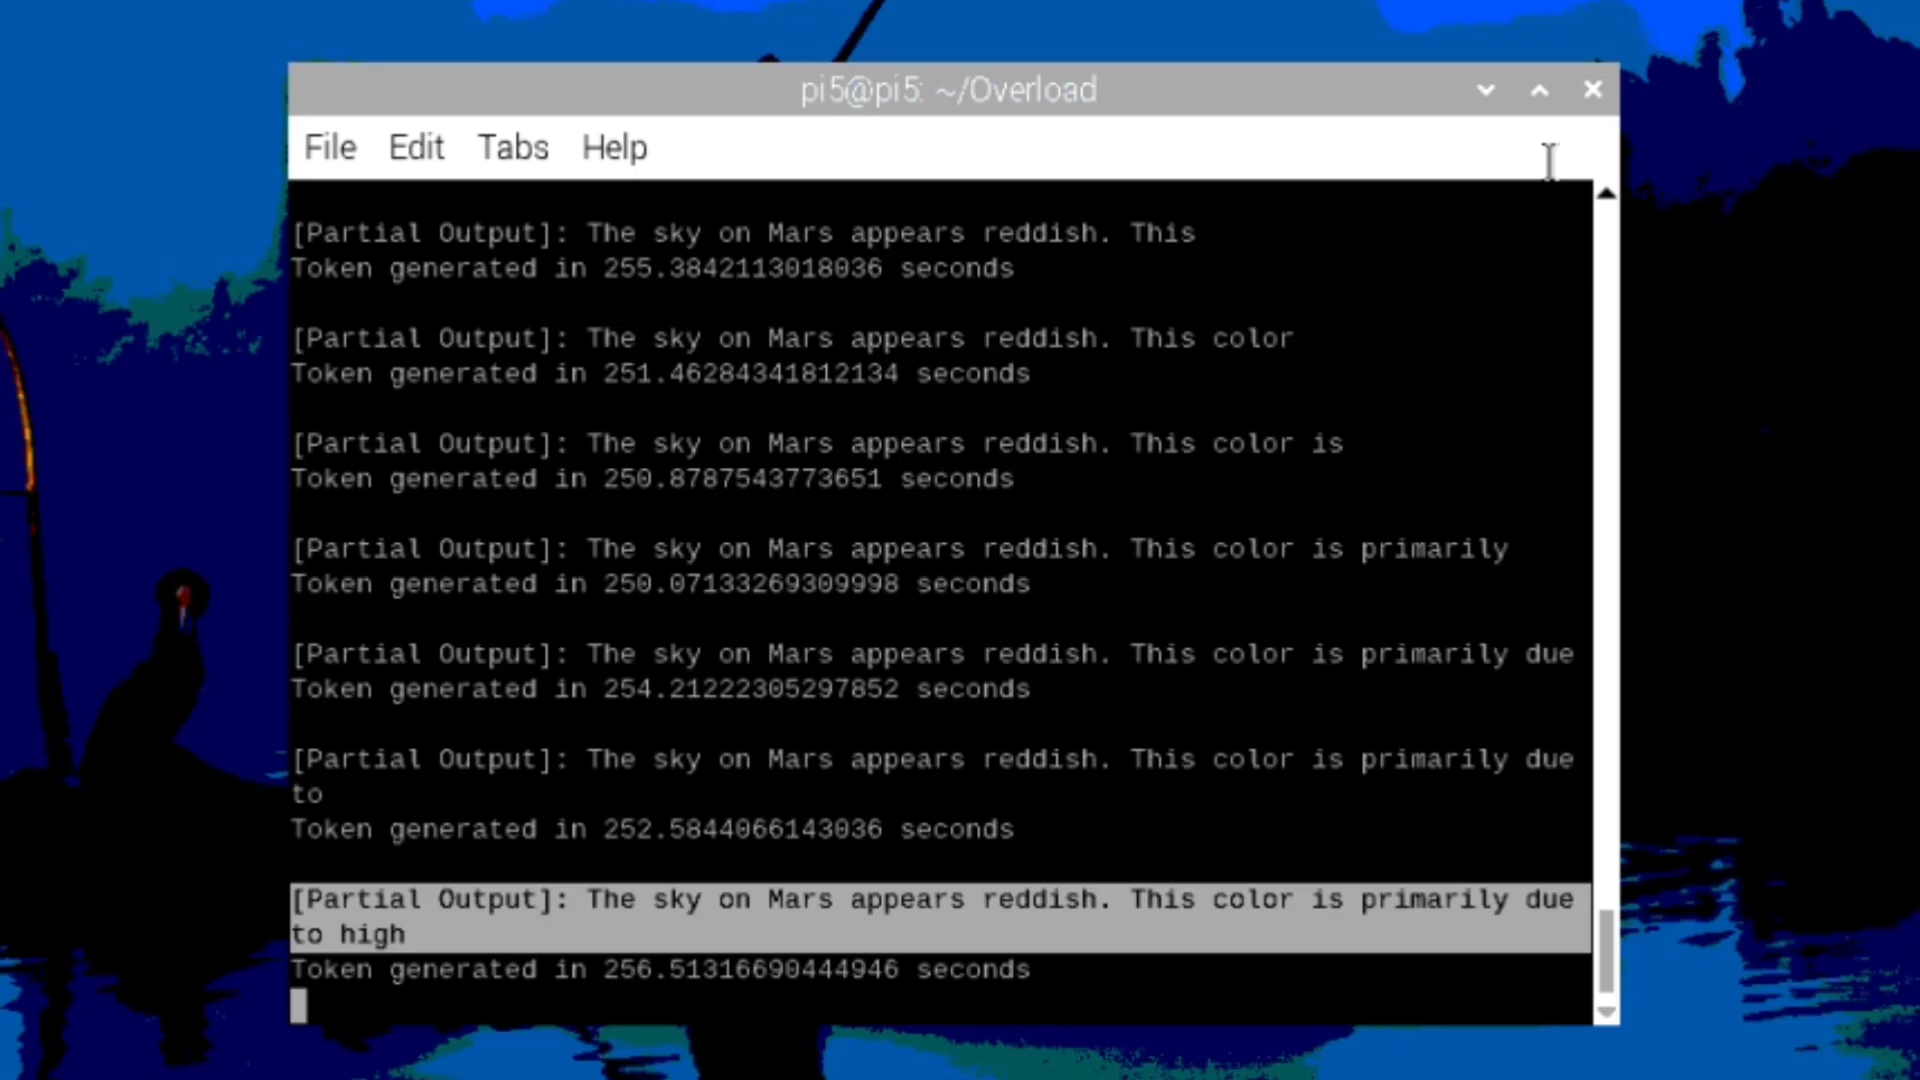 pi5@pi5: ~/Overload
File Edit Tabs Help
[Partial Output]: The sky on Mars appears reddish. This
Token generated in 255.3842113018036 seconds
[Partial Output]: The sky on Mars appears reddish. This color
Token generated in 251.46284341812134 seconds
[Partial Output]: The sky on Mars appears reddish. This color is
Token generated in 250.8787543773651 seconds
[Partial Output]: The sky on Mars appears reddish. This color is primarily
Token generated in 250.07133269309998 seconds
[Partial Output]: The sky on Mars appears reddish. This color is primarily due
Token generated in 254.21222305297852 seconds
[Partial Output]: The sky on Mars appears reddish. This color is primarily due
to
Token generated in 252.5844066143036 seconds
[Partial Output]: The sky on Mars appears reddish. This color is primarily due
to high
Token generated in 256.51316690444946 seconds